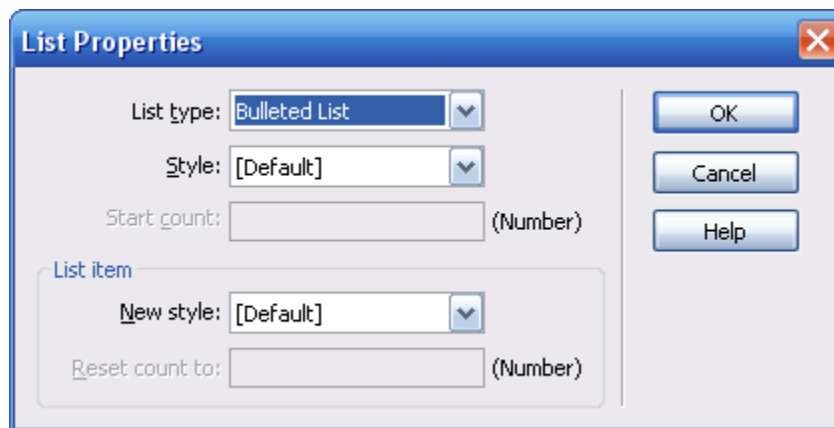 List Properties
List type: Bulleted List
OK
Style: [Default]
Cancel
Start count: (Number)
Help
List item
New style: [Default]
Reset count to: (Number)